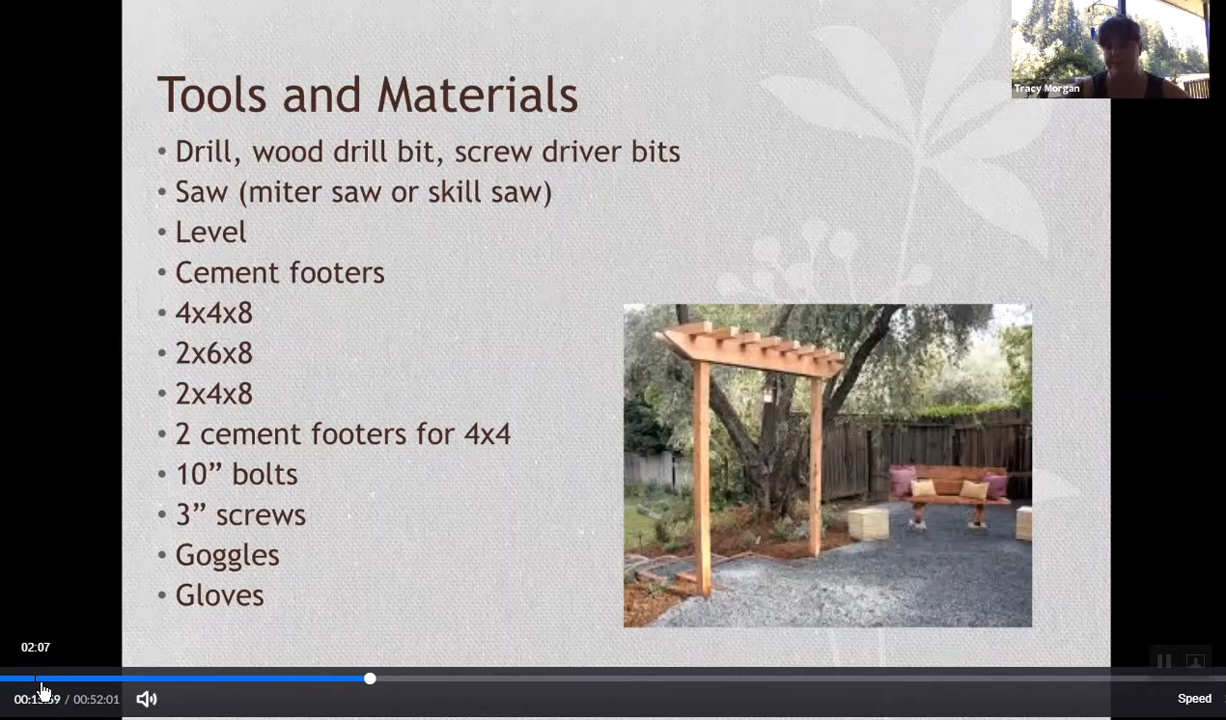 Tracy Morgan
Tools and Materials
• Drill, wood drill bit, screw driver bits
• Saw (miter saw or skill saw)
• Level
• Cement footers
• 4x4x8
• 2x6x8
• 2x4x8
• 2 cement footers for 4x4
• 10” bolts
• 3” screws
• Goggles
• Gloves
02:07
/ 00:52:01
Speed